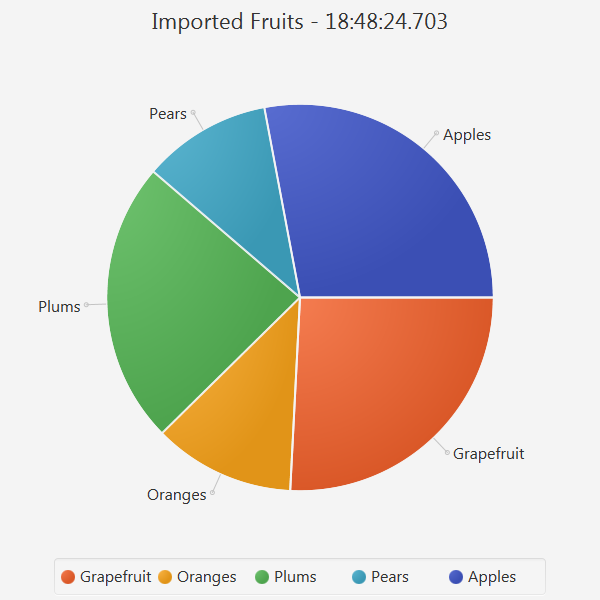 Imported Fruits - 18:48:24.703
Pears
Apples
Plums
Grapefruit
Oranges
Grapefruit Oranges Plums Pears Apples